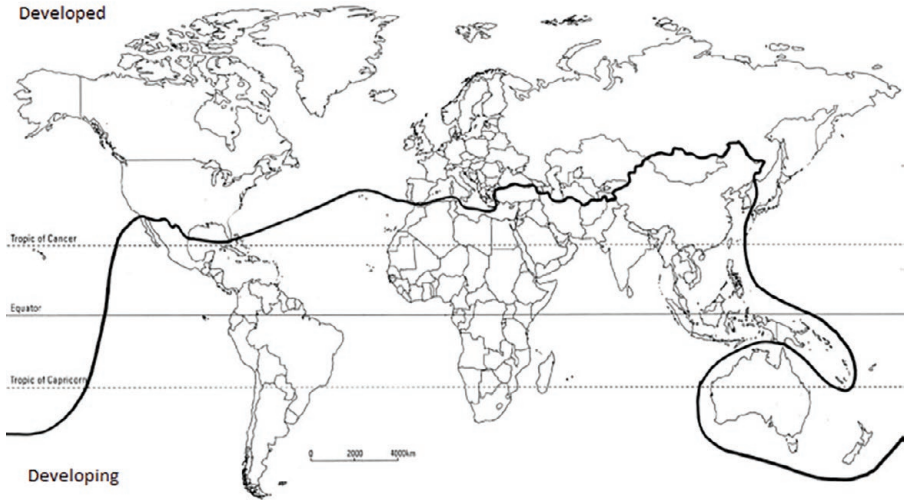 Developed
Tropic of Cancer
Equator
Tropic of Capricorn
0 2000 4000km
Developing